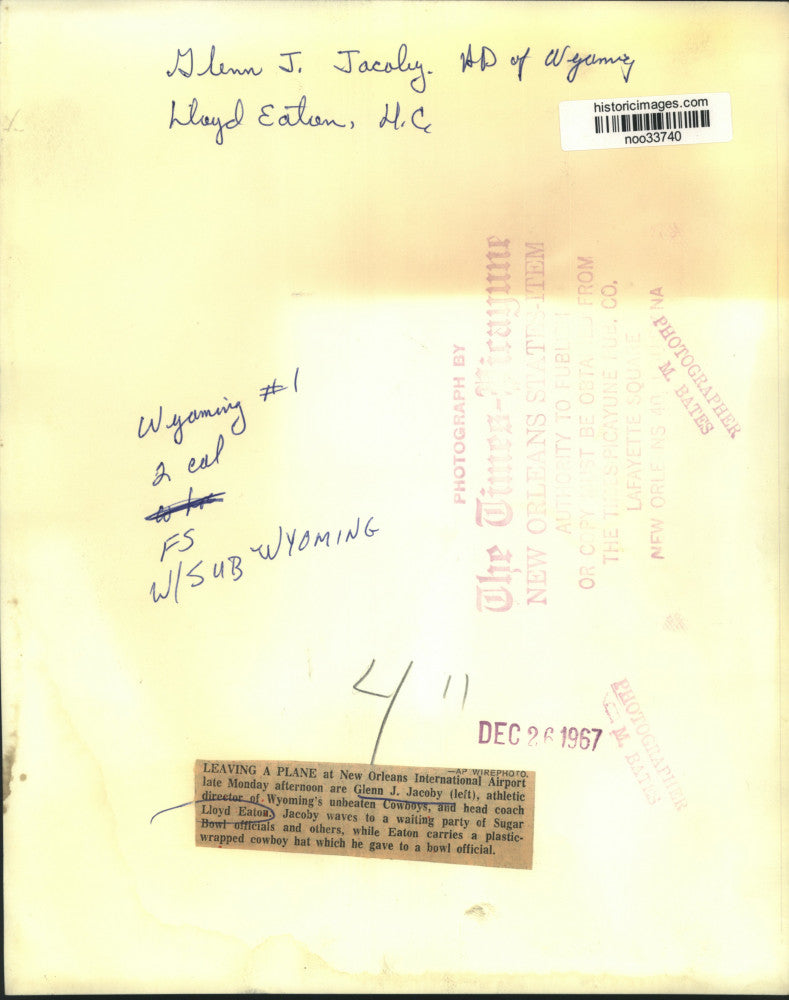 Glenn J. Jacoby. AD of Wyoming
Lloyd Eaton, H.C.
historicimages.com
noo33740
Wyoming #1
2 col
FS
W/SUB WYOMING
PHOTOGRAPH BY
The Times-Picayune
NEW ORLEANS STATES-ITEM
AUTHORITY TO PUBLISH
OR COPY MUST BE OBTAINED FROM
THE TIMES PICAYUNE PUB. CO.
LAFAYETTE SQUARE
NEW ORLEANS
PHOTOGRAPHER
M. BATES
4"
DEC 26 1967
PHOTOGRAPHER
M. BATES
—AP WIREPHOTO.
LEAVING A PLANE at New Orleans International Airport
late Monday afternoon are Glenn J. Jacoby (left), athletic
director of Wyoming's unbeaten Cowboys, and head coach
Lloyd Eaton. Jacoby waves to a waiting party of Sugar
Bowl officials and others, while Eaton carries a plastic-
wrapped cowboy hat which he gave to a bowl official.